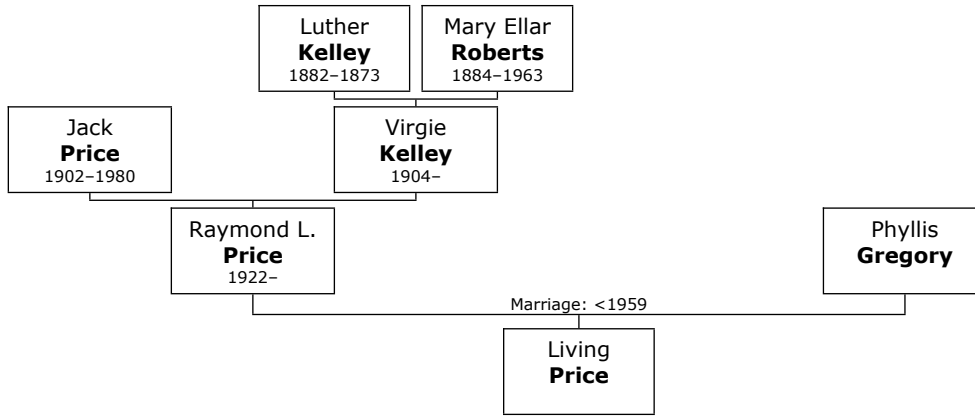 Luther
Kelley
1882–1873
Mary Ellar
Roberts
1884–1963
Jack
Price
1902–1980
Virgie
Kelley
1904–
Raymond L.
Price
1922–
Phyllis
Gregory
Marriage: <1959
Living
Price